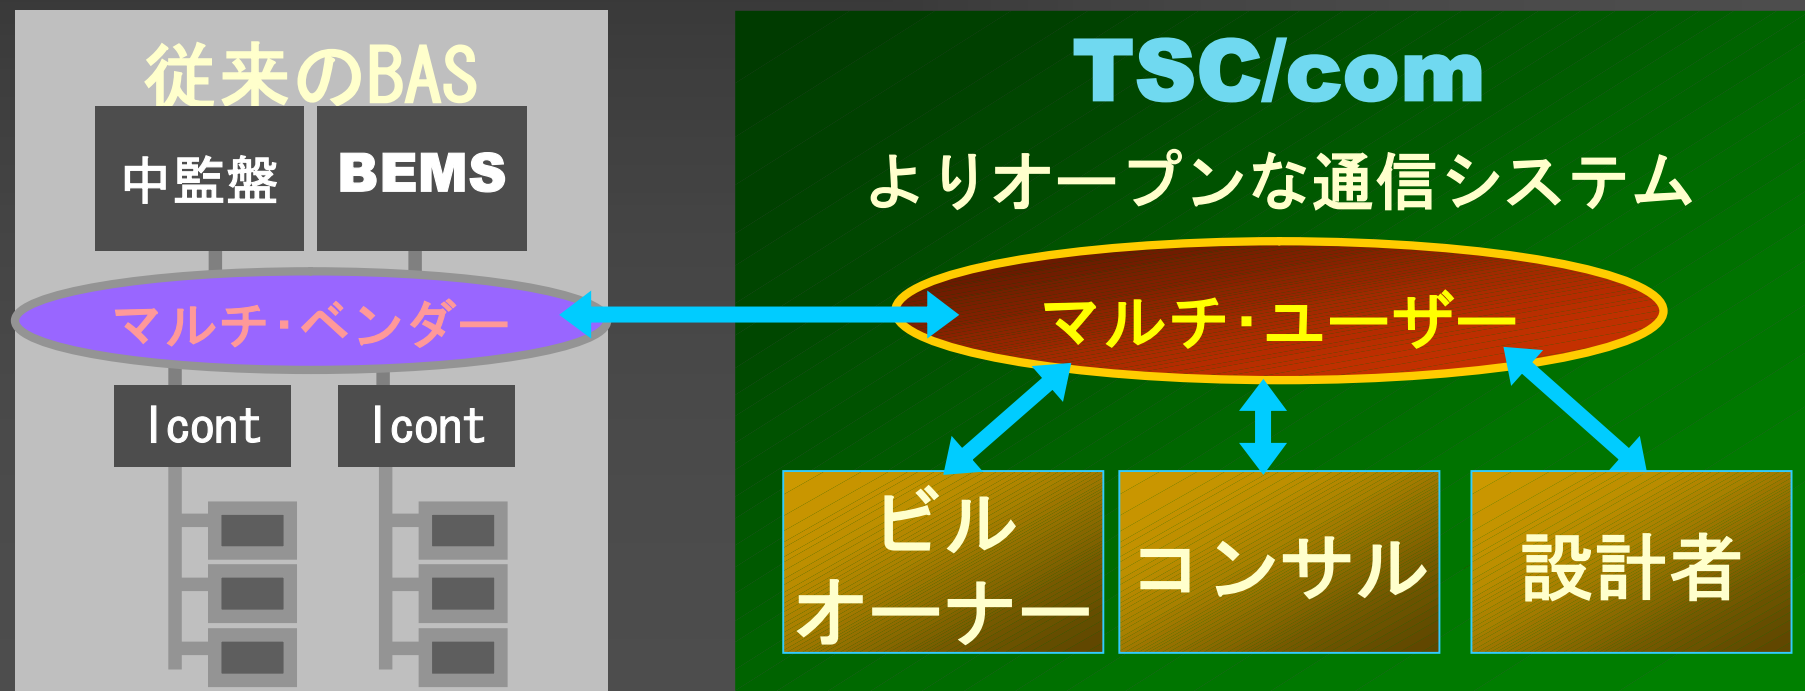 従来のBAS
中監盤
BEMS
マルチ・ベンダー
Icont
Icont
TSC/com
よりオープンな通信システム
マルチ・ユーザー
ビル
オーナー
コンサル
設計者